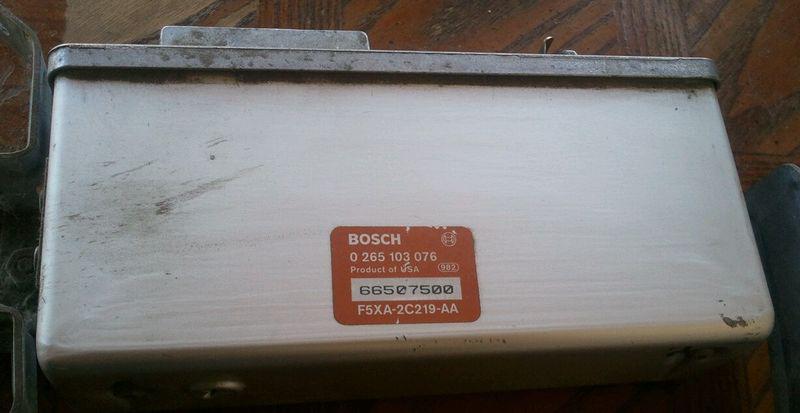 BOSCH
0 265 103 076
Product of USA 982
66507500
F5XA-2C219-AA